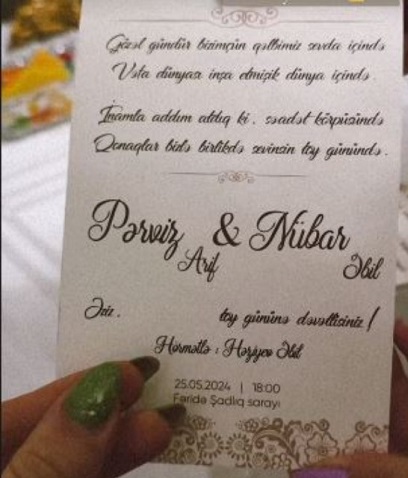 Gözəl gündür bizimçün qəlbimiz sevda içində
Vəfa dünyası inşa etmişik dünya içində.
İnamla addım atdıq ki, səadət körpüsündə
Qonaqlar bizlə birlikdə sevinsin toy günündə.
Pərviz & Nübar
Arif Əbil
Əziz. toy gününə dəvətlisiniz!
Hörmətlə: Həziyev Əbil
25.05.2024 | 18:00
Fəridə Şadlıq sarayı